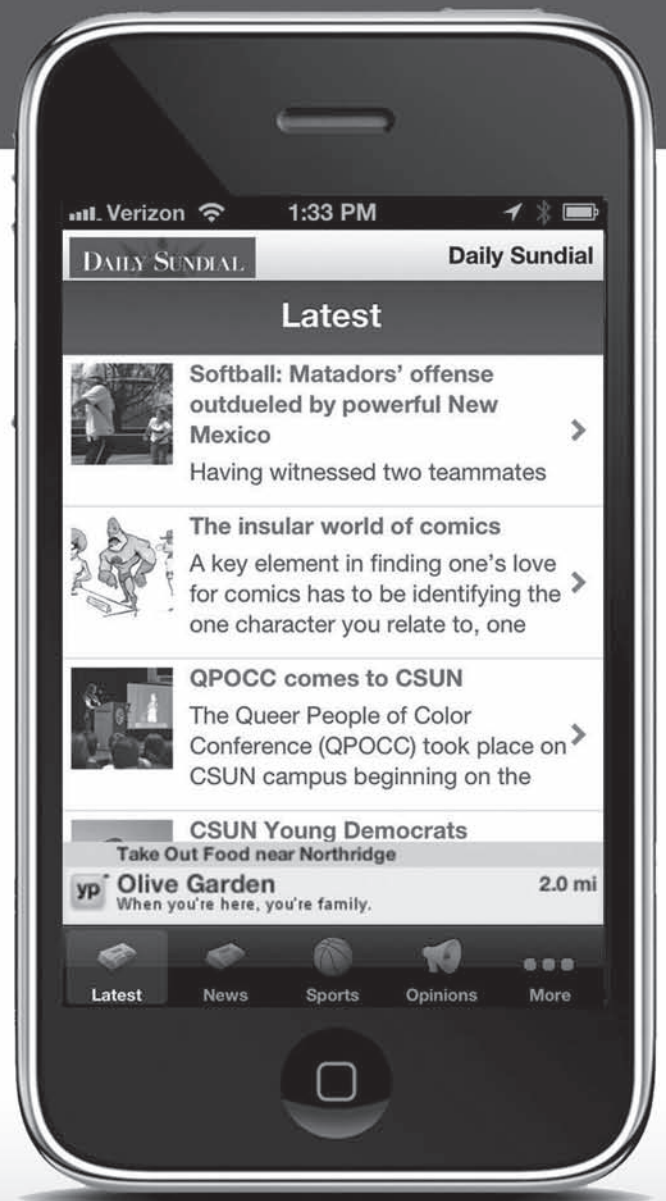 Verizon 1:33 PM
DAILY SUNDIAL Daily Sundial
Latest
Softball: Matadors' offense
outdueled by powerful New
Mexico
Having witnessed two teammates
The insular world of comics
A key element in finding one's love
for comics has to be identifying the
one character you relate to, one
QPOCC comes to CSUN
The Queer People of Color
Conference (QPOCC) took place on
CSUN campus beginning on the
CSUN Young Democrats
Take Out Food near Northridge
yp Olive Garden 2.0 mi
When you're here, you're family.
Latest News Sports Opinions More